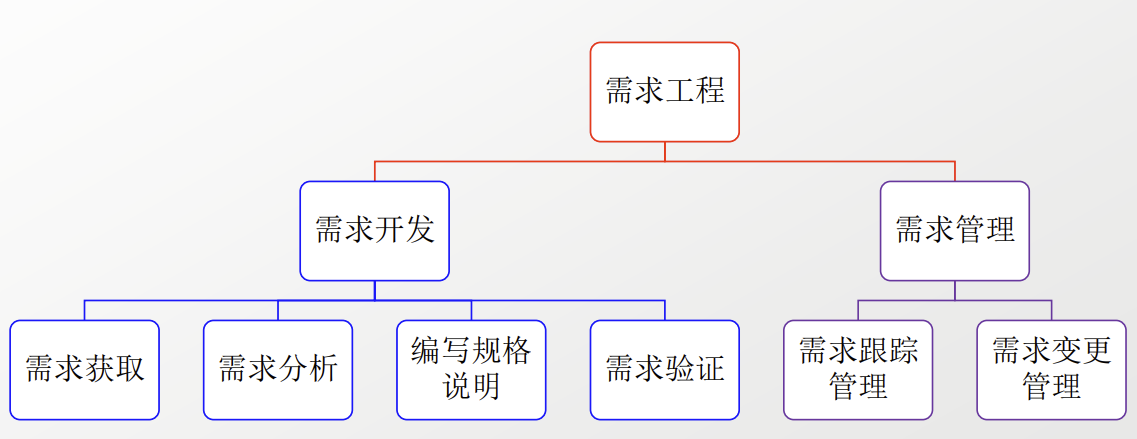 需求工程
需求开发
需求管理
需求获取
需求分析
编写规格
说明
需求验证
需求跟踪
管理
需求变更
管理